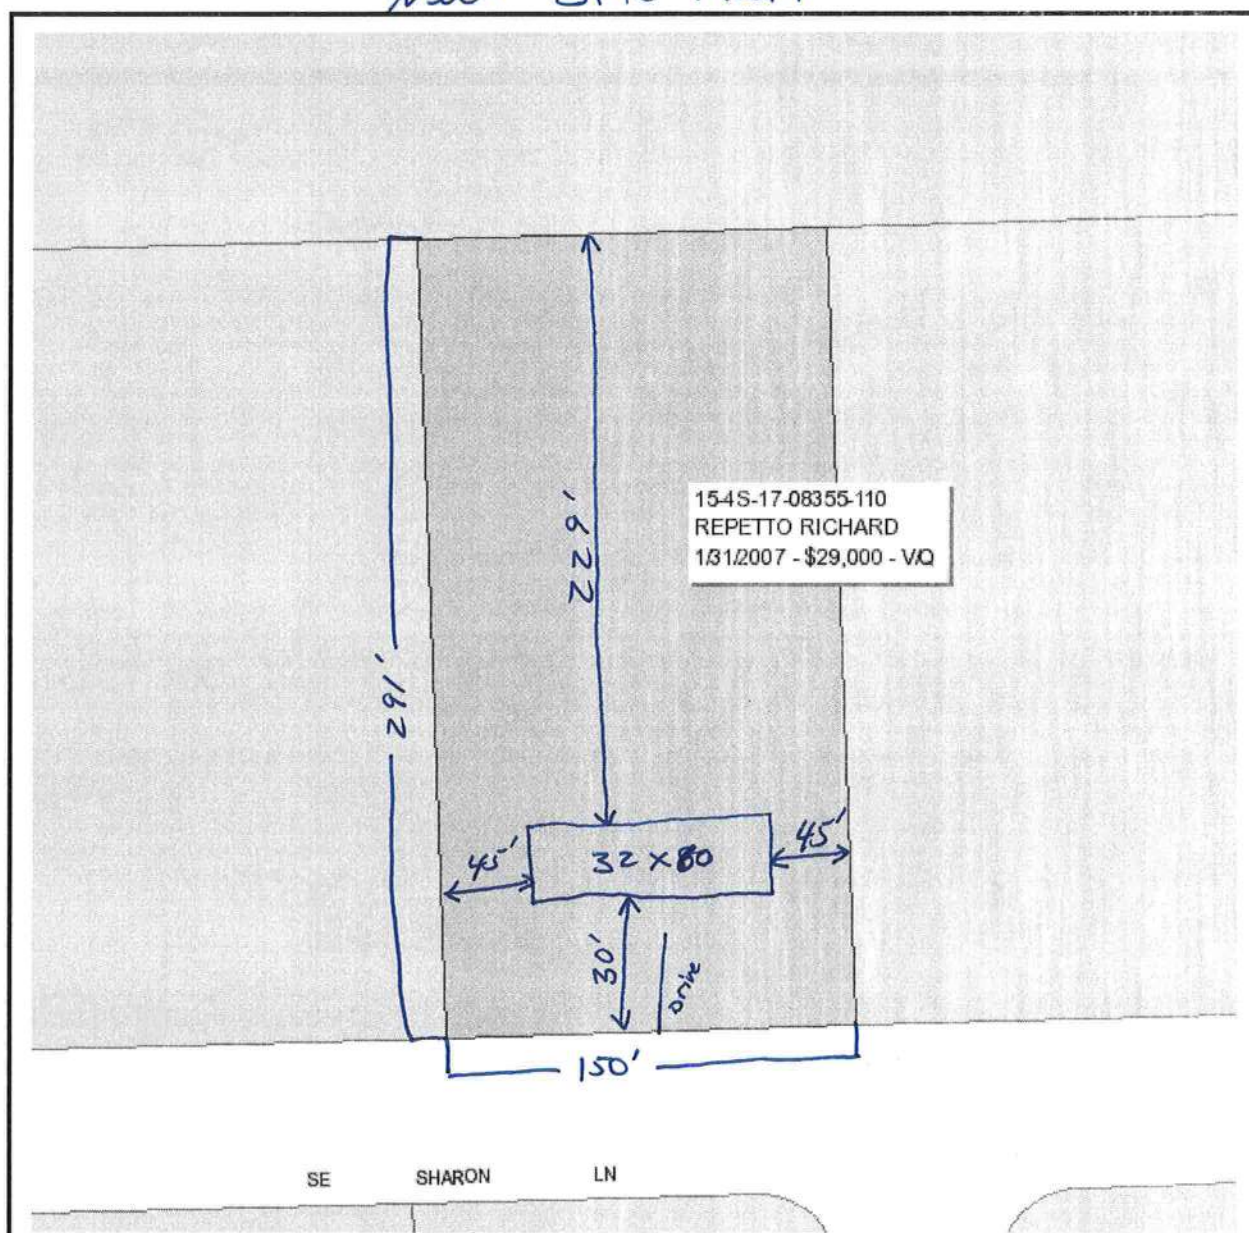 229'
15-4S-17-08355-110
REPETTO RICHARD
1/31/2007 - $29,000 - V/Q
291'
45'
32 x 80
45'
30'
Drive
150'
SE SHARON LN